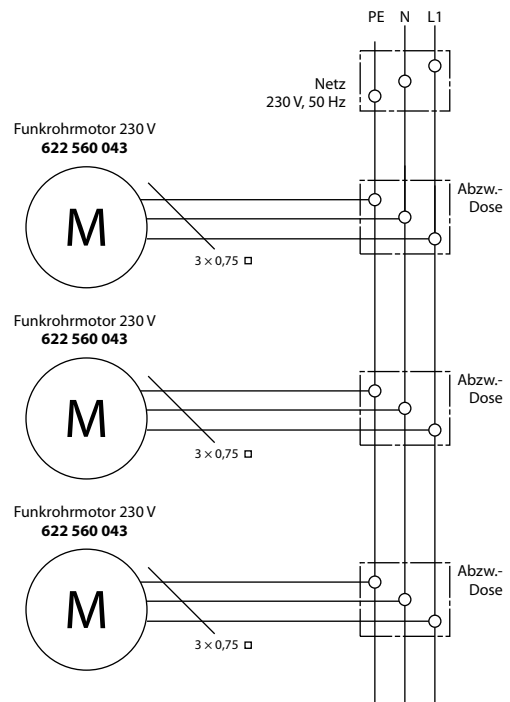 PE N L1
Netz
230 V, 50 Hz
Funkrohrmotor 230 V
622 560 043
M
Abzw.-
Dose
3 × 0,75 □
Funkrohrmotor 230 V
622 560 043
M
Abzw.-
Dose
3 × 0,75 □
Funkrohrmotor 230 V
622 560 043
M
Abzw.-
Dose
3 × 0,75 □